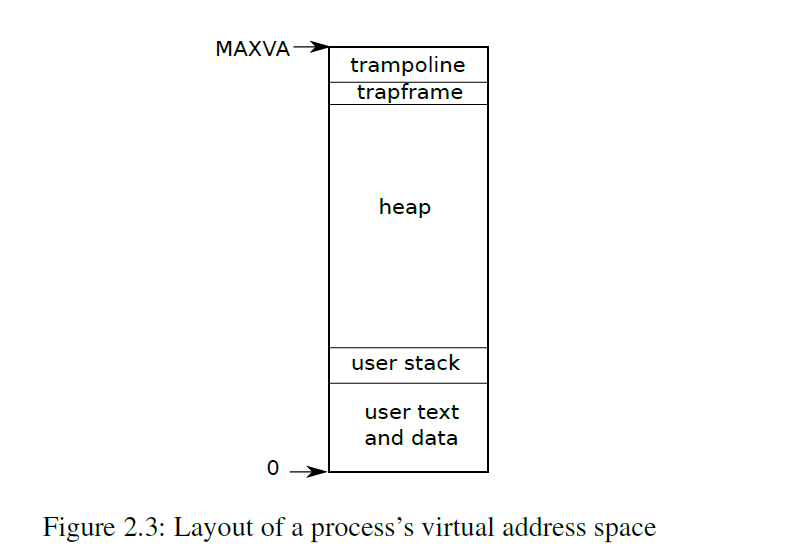 MAXVA
trampoline
trapframe
heap
user stack
user text
and data
0
Figure 2.3: Layout of a process’s virtual address space